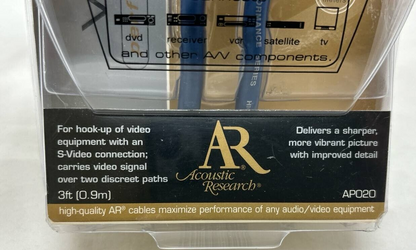 dvd receiver vcr satellite tv
and other A/V components.
For hook-up of video
equipment with an
S-Video connection;
carries video signal
over two discreet paths
3ft (0.9m)
AR®
Acoustic
Research®
Delivers a sharper,
more vibrant picture
with improved detail
AP020
high-quality AR® cables maximize performance of any audio/video equipment